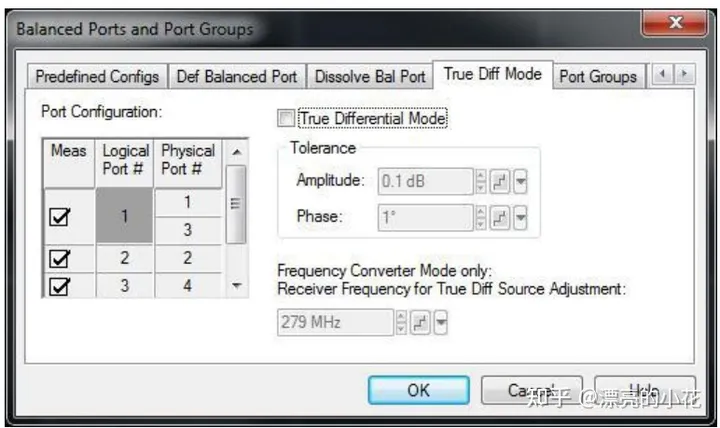 Balanced Ports and Port Groups
Predefined Configs Def Balanced Port Dissolve Bal Port True Diff Mode Port Groups
Port Configuration:
True Differential Mode
Meas Logical Port # Physical Port #
1 1
3
2 2
3 4
Tolerance
Amplitude: 0.1 dB
Phase: 1°
Frequency Converter Mode only:
Receiver Frequency for True Diff Source Adjustment:
279 MHz
OK Cancel Help
知乎 @漂亮的小花